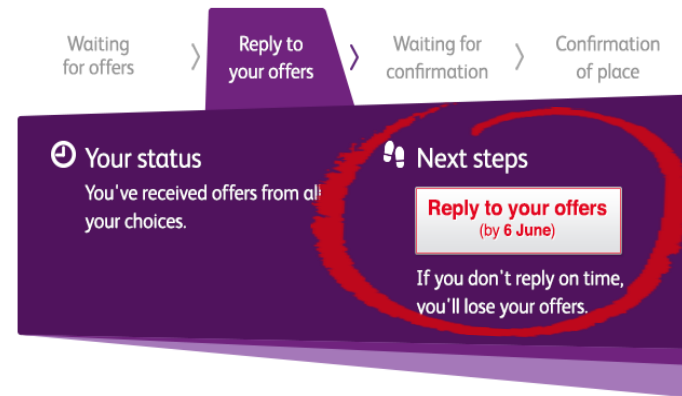 Waiting
for offers
Reply to
your offers
Waiting for
confirmation
Confirmation
of place
Your status
You've received offers from all
your choices.
Next steps
Reply to your offers
(by 6 June)
If you don't reply on time,
you'll lose your offers.